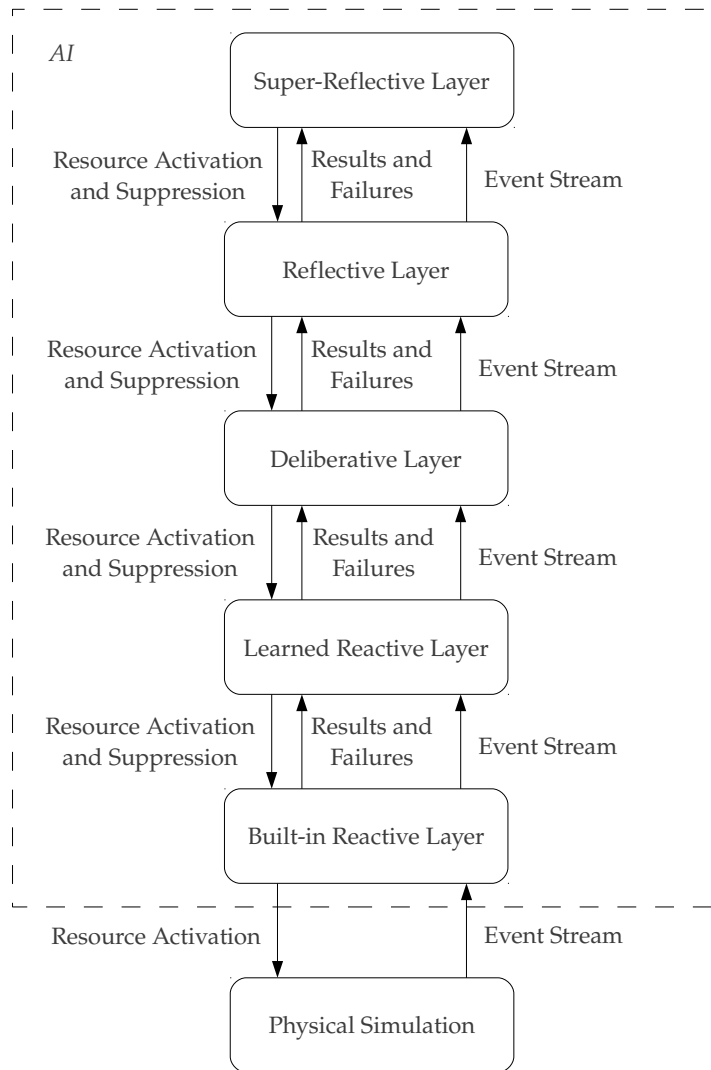 AI
Super-Reflective Layer
Resource Activation
and Suppression
Results and
Failures
Event Stream
Reflective Layer
Resource Activation
and Suppression
Results and
Failures
Event Stream
Deliberative Layer
Resource Activation
and Suppression
Results and
Failures
Event Stream
Learned Reactive Layer
Resource Activation
and Suppression
Results and
Failures
Event Stream
Built-in Reactive Layer
Resource Activation
Event Stream
Physical Simulation